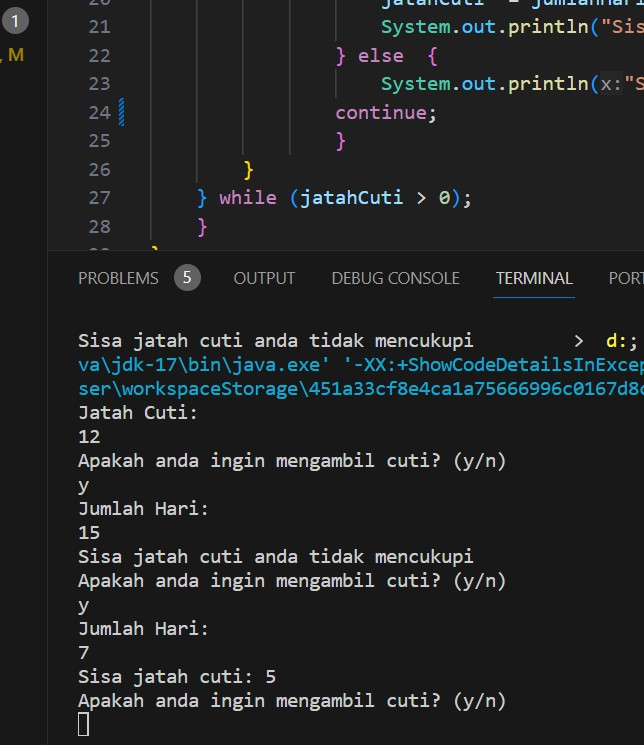 1
, M
20 jatahCuti = jumlahHari
21 System.out.println("Sis
22 } else {
23 System.out.println(x:"S
24 continue;
25 }
26 }
27 } while (jatahCuti > 0);
28 }
PROBLEMS 5 OUTPUT DEBUG CONSOLE TERMINAL PORT
Sisa jatah cuti anda tidak mencukupi > d:;
va\jdk-17\bin\java.exe' '-XX:+ShowCodeDetailsInExcep
ser\workspaceStorage\451a33cf8e4ca1a75666996c0167d8c
Jatah Cuti:
12
Apakah anda ingin mengambil cuti? (y/n)
y
Jumlah Hari:
15
Sisa jatah cuti anda tidak mencukupi
Apakah anda ingin mengambil cuti? (y/n)
y
Jumlah Hari:
7
Sisa jatah cuti: 5
Apakah anda ingin mengambil cuti? (y/n)